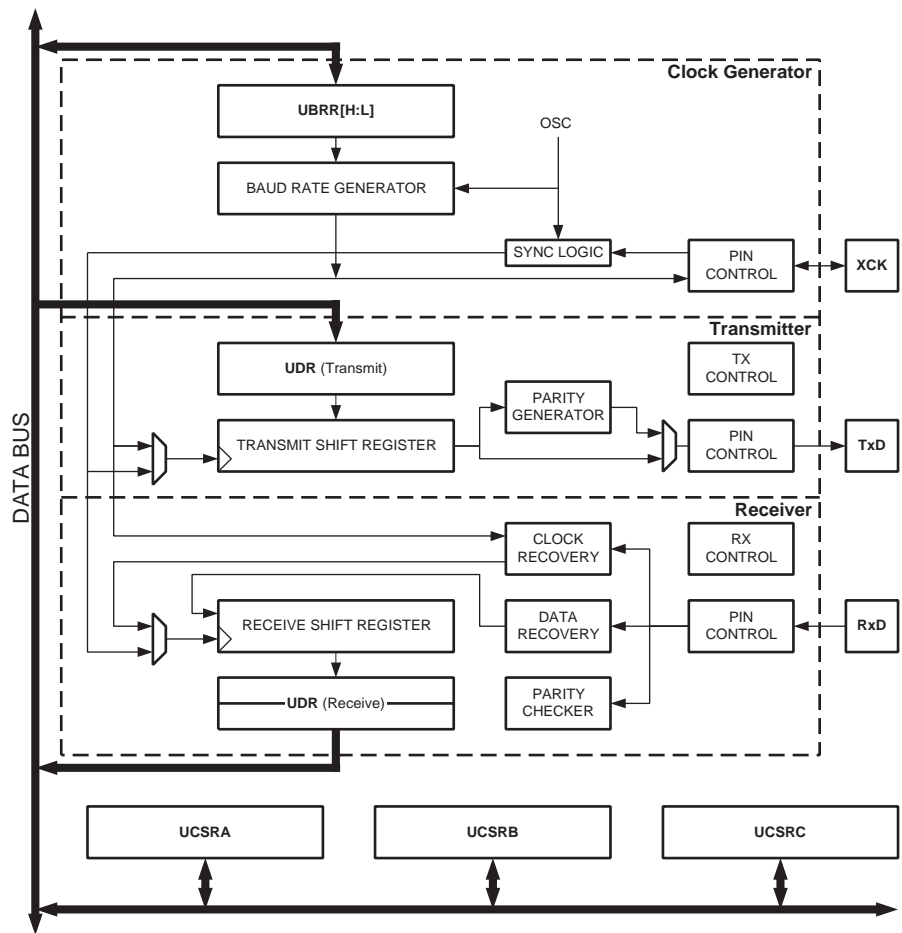 Clock Generator
UBRR[H:L]
OSC
BAUD RATE GENERATOR
SYNC LOGIC
PIN
CONTROL
XCK
Transmitter
UDR (Transmit)
TX
CONTROL
PARITY
GENERATOR
TRANSMIT SHIFT REGISTER
PIN
CONTROL
TxD
DATA BUS
Receiver
CLOCK
RECOVERY
RX
CONTROL
RECEIVE SHIFT REGISTER
DATA
RECOVERY
PIN
CONTROL
RxD
UDR (Receive)
PARITY
CHECKER
UCSRA
UCSRB
UCSRC